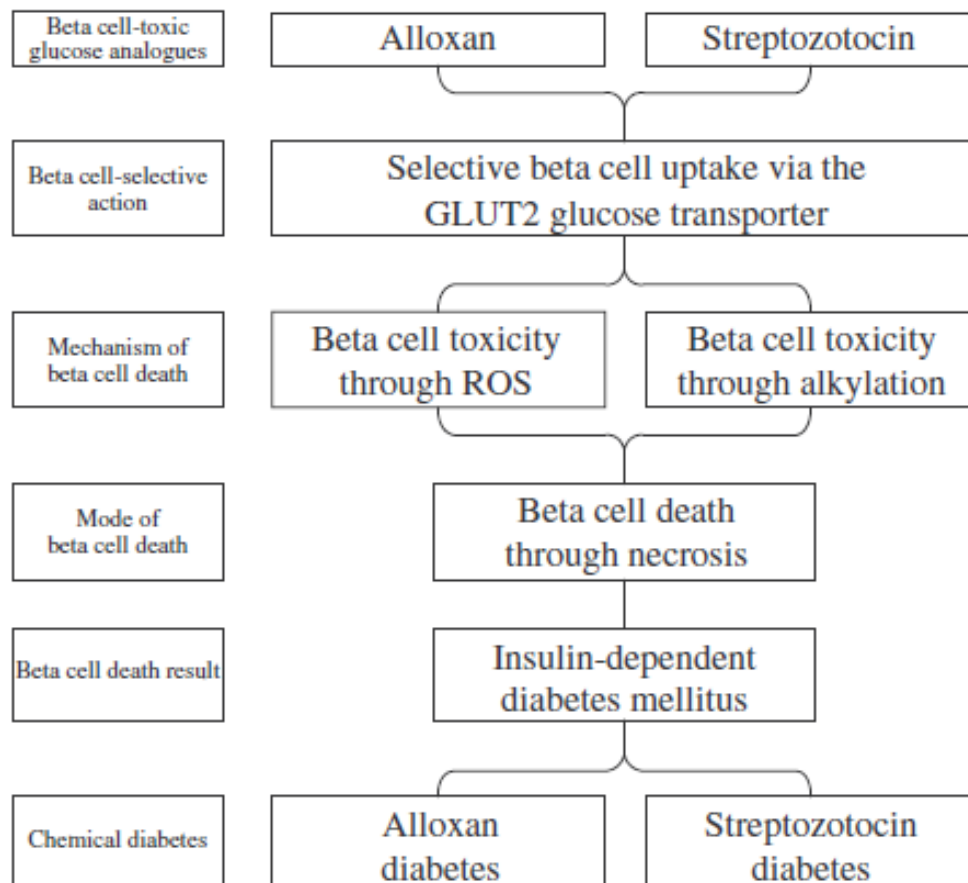 Beta cell-toxic
glucose analogues
Alloxan
Streptozotocin
Beta cell-selective
action
Selective beta cell uptake via the
GLUT2 glucose transporter
Mechanism of
beta cell death
Beta cell toxicity
through ROS
Beta cell toxicity
through alkylation
Mode of
beta cell death
Beta cell death
through necrosis
Beta cell death result
Insulin-dependent
diabetes mellitus
Chemical diabetes
Alloxan
diabetes
Streptozotocin
diabetes